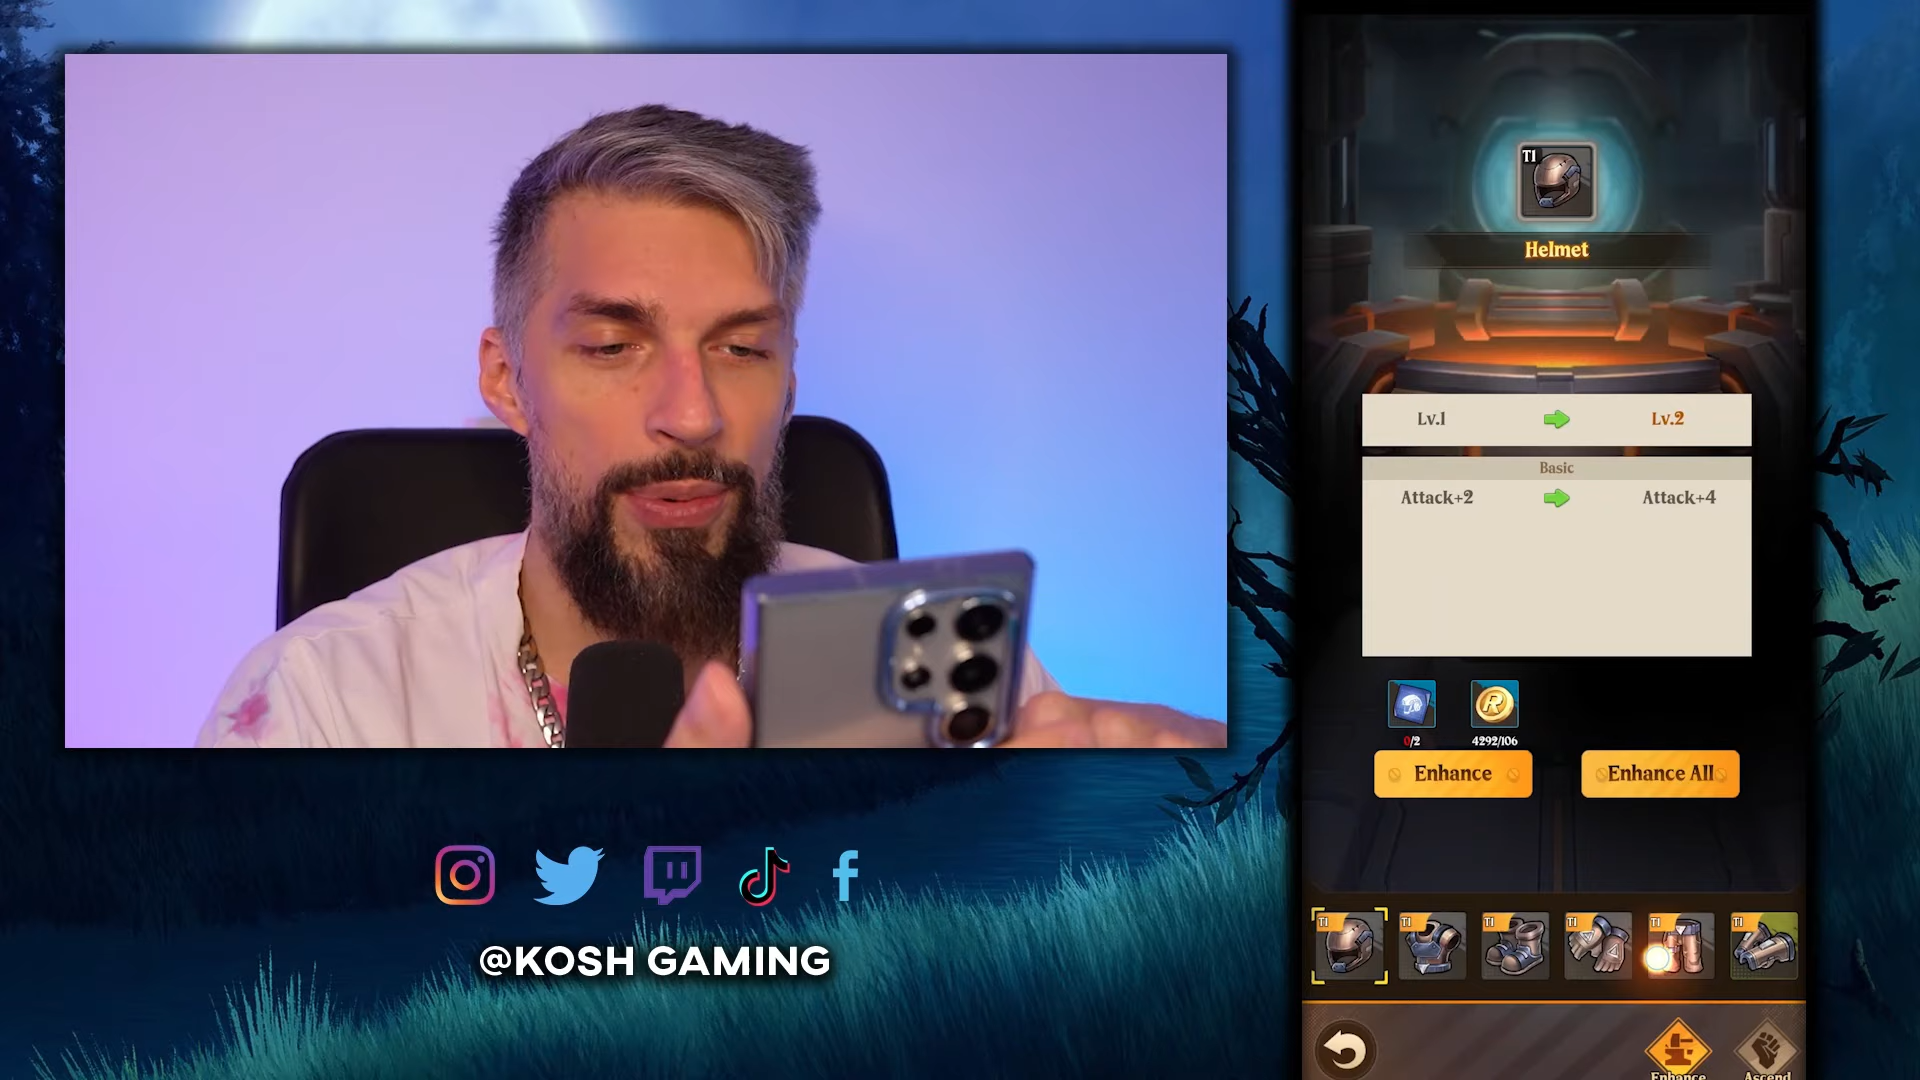 T1
Helmet
Lv.1
Lv.2
Basic
Attack+2
Attack+4
R
0/2
4292/106
Enhance
Enhance All
T1
T1
T1
T1
T1
T1
@KOSH GAMING
Enhance
Ascend